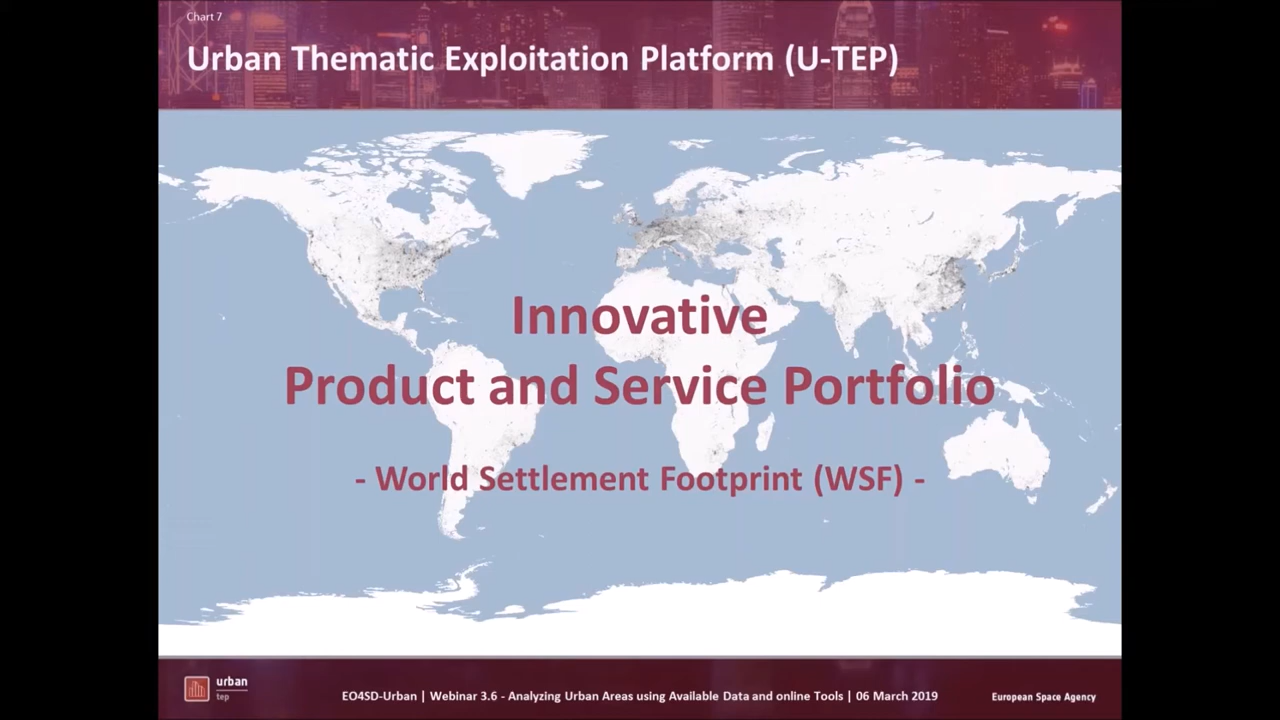 Chart 7
Urban Thematic Exploitation Platform (U-TEP)
Innovative
Product and Service Portfolio
- World Settlement Footprint (WSF) -
urban
tep
EO4SD-Urban | Webinar 3.6 - Analyzing Urban Areas using Available Data and online Tools | 06 March 2019
European Space Agency